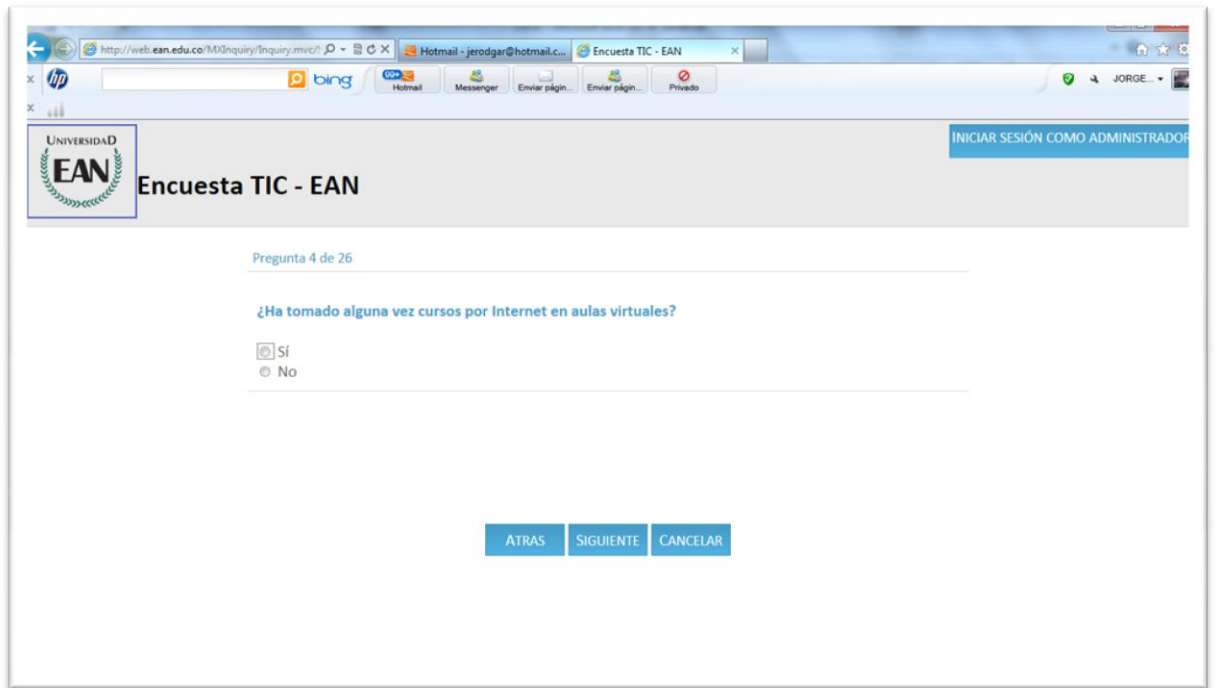 http://web.ean.edu.co/MXInquiry/Inquiry.mvc/ Hotmail - jerodgar@hotmail.c... Encuesta TIC - EAN
hp bing 99+ Hotmail Messenger Enviar págin... Enviar págin... Privado JORGE...
UNIVERSIDAD
EAN
INICIAR SESIÓN COMO ADMINISTRADOR
Encuesta TIC - EAN
Pregunta 4 de 26
¿Ha tomado alguna vez cursos por Internet en aulas virtuales?
Sí
No
ATRAS SIGUIENTE CANCELAR